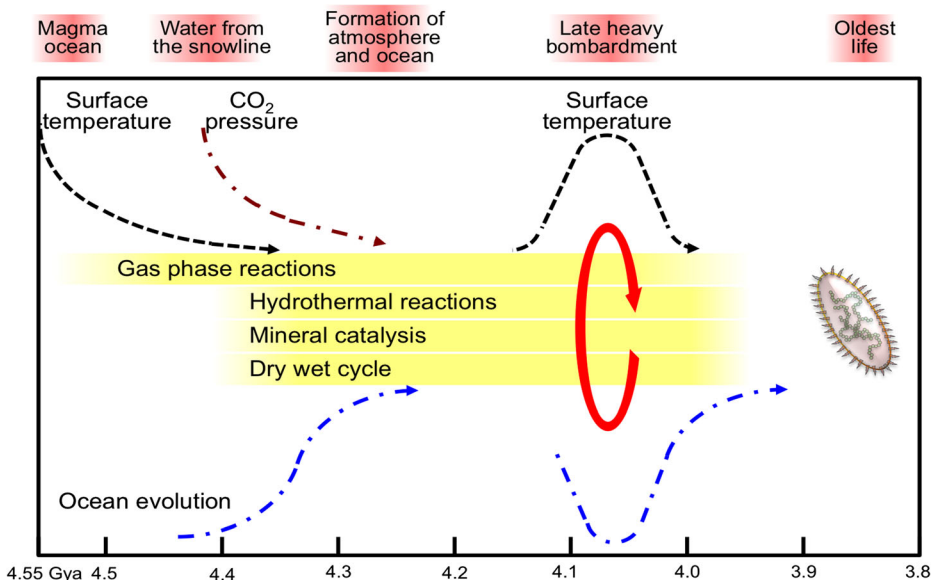 Magma
ocean
Water from
the snowline
Formation of
atmosphere
and ocean
Late heavy
bombardment
Oldest
life
Surface
temperature
CO₂
pressure
Surface
temperature
Gas phase reactions
Hydrothermal reactions
Mineral catalysis
Dry wet cycle
Ocean evolution
4.55 Gya 4.5 4.4 4.3 4.2 4.1 4.0 3.9 3.8